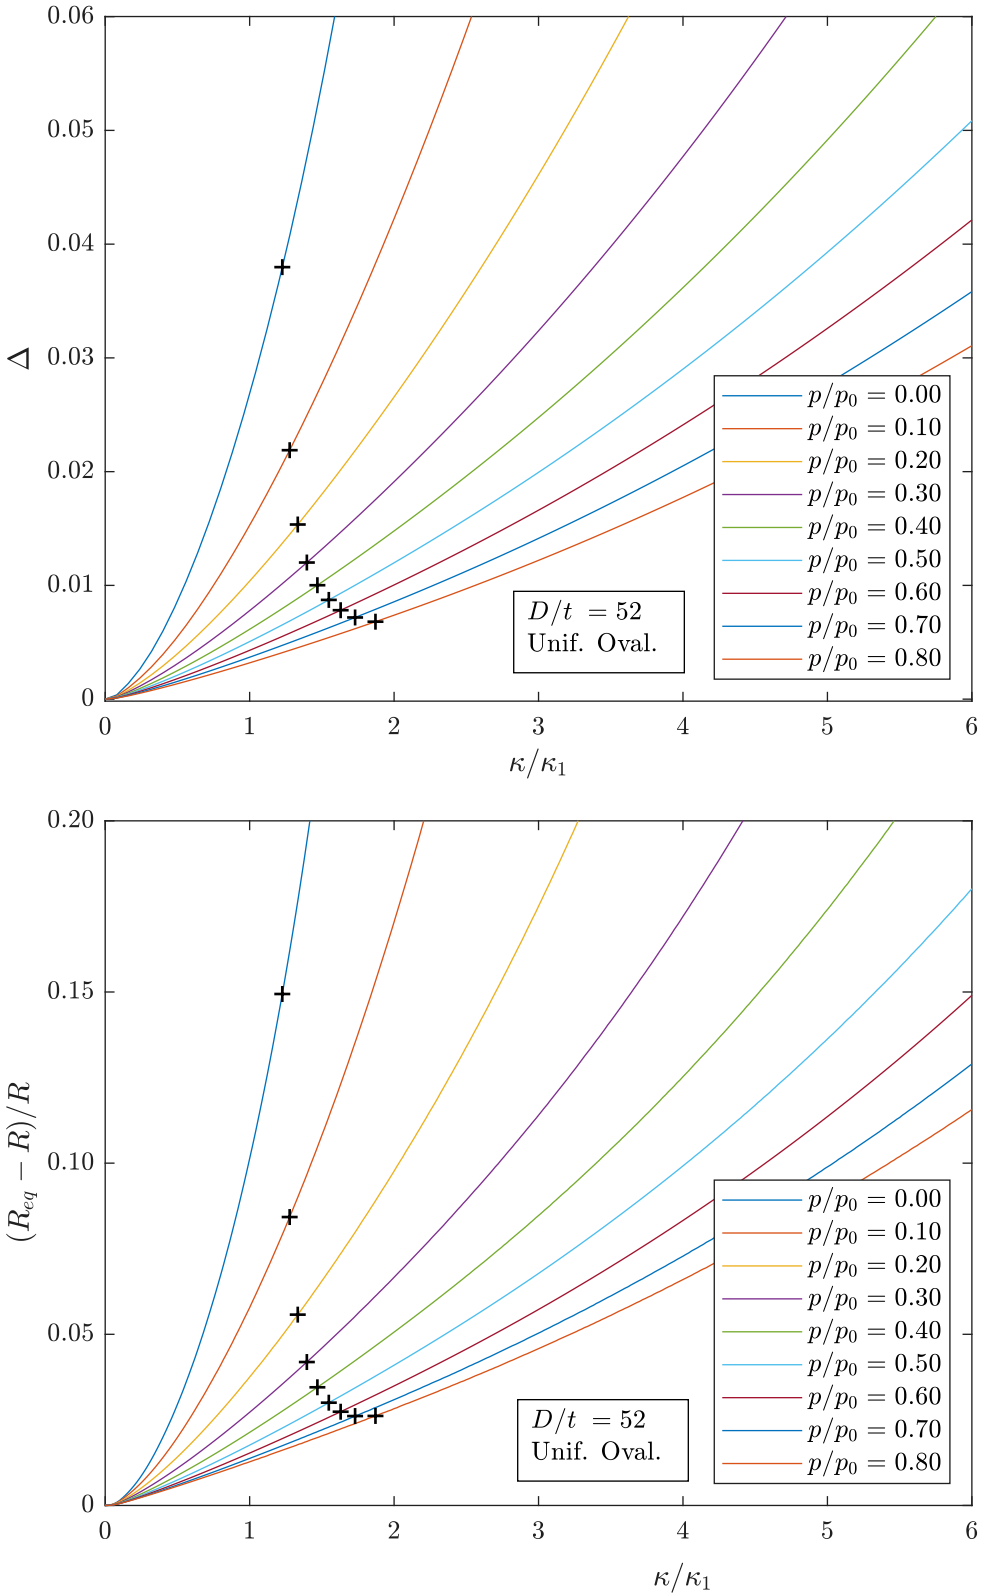 0.06
0.05
0.04
0.03
0.02
0.01
0
Δ
p/p₀ = 0.00
p/p₀ = 0.10
p/p₀ = 0.20
p/p₀ = 0.30
p/p₀ = 0.40
p/p₀ = 0.50
p/p₀ = 0.60
p/p₀ = 0.70
p/p₀ = 0.80
D/t = 52
Unif. Oval.
0 1 2 3 4 5 6
κ/κ₁
0.20
0.15
0.10
0.05
0
(R_eq − R)/R
p/p₀ = 0.00
p/p₀ = 0.10
p/p₀ = 0.20
p/p₀ = 0.30
p/p₀ = 0.40
p/p₀ = 0.50
p/p₀ = 0.60
p/p₀ = 0.70
p/p₀ = 0.80
D/t = 52
Unif. Oval.
0 1 2 3 4 5 6
κ/κ₁